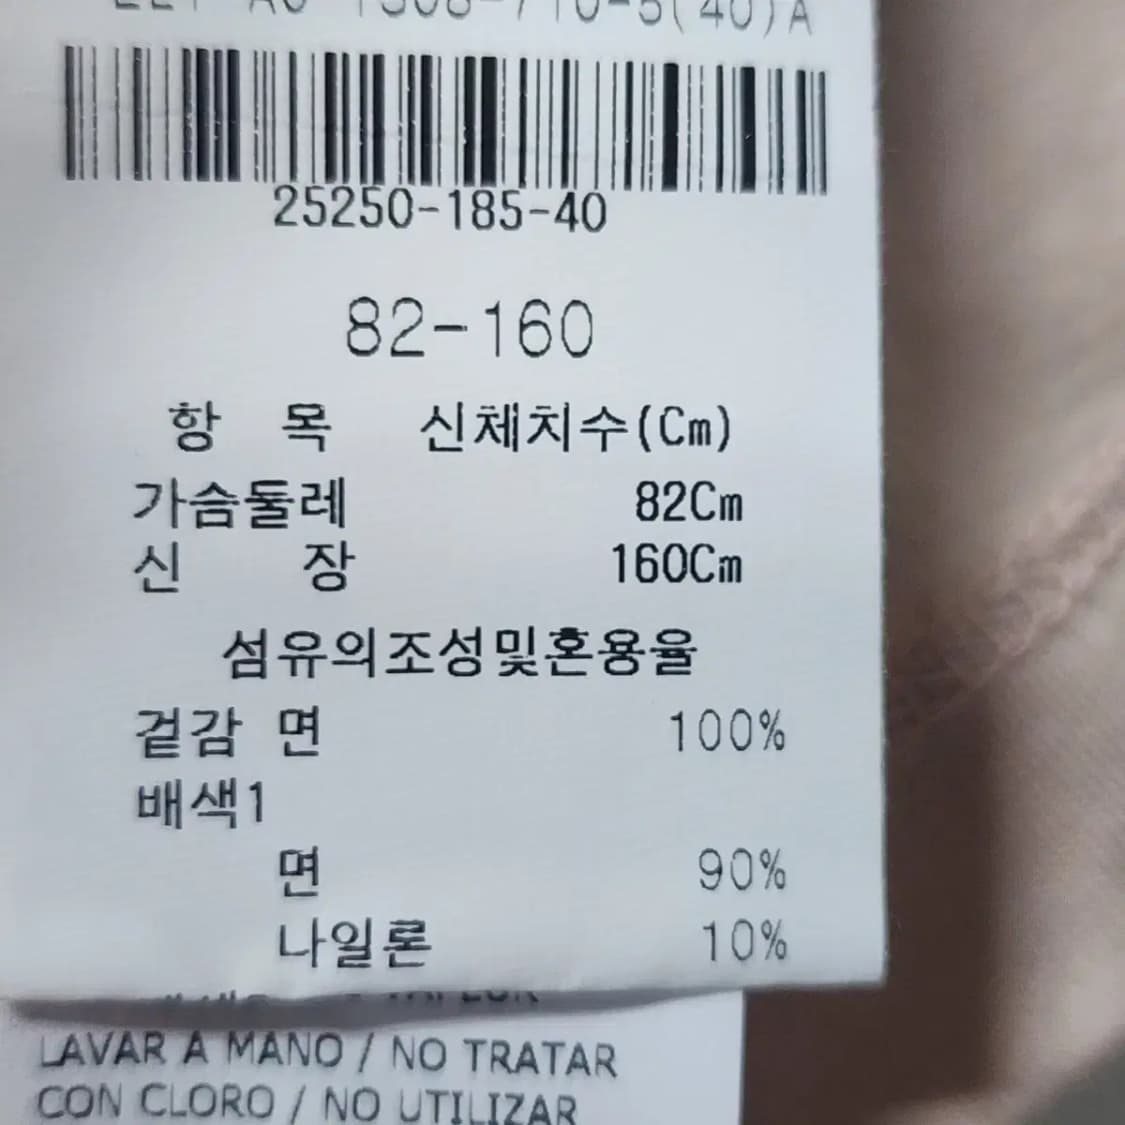 25250-185-40
82-160
항 목 신체치수(Cm)
가슴둘레 82Cm
신 장 160Cm
섬유의조성및혼용율
겉감 면 100%
배색1
면 90%
나일론 10%
LAVAR A MANO / NO TRATAR
CON CLORO / NO UTILIZAR